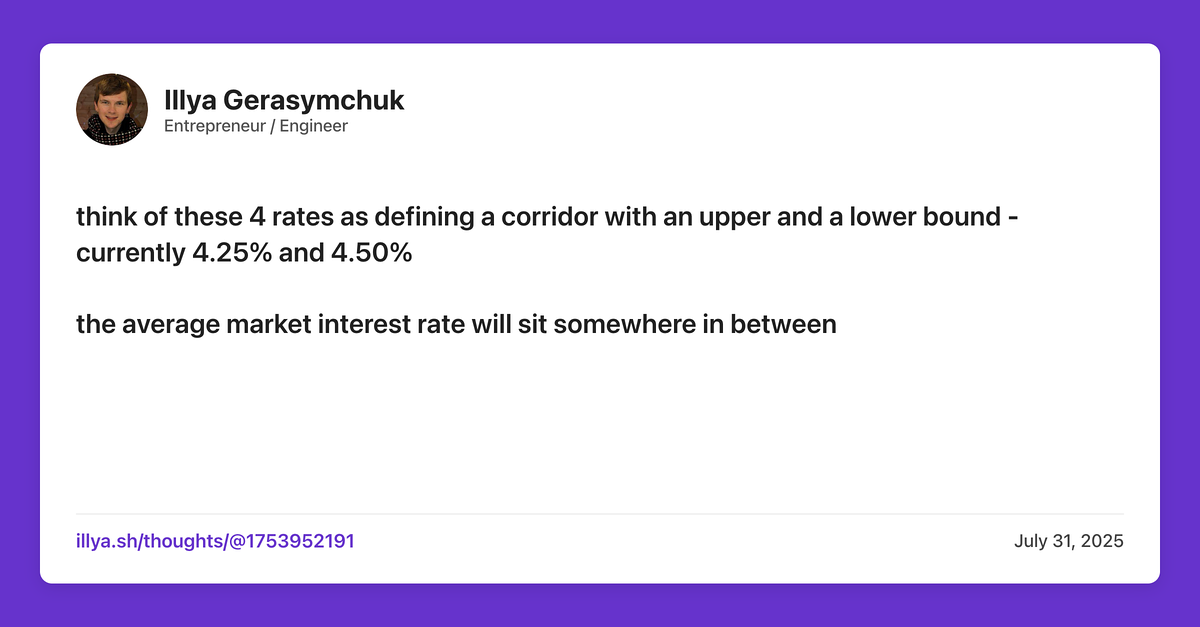 Illya Gerasymchuk
Entrepreneur / Engineer
think of these 4 rates as defining a corridor with an upper and a lower bound -
currently 4.25% and 4.50%
the average market interest rate will sit somewhere in between
illya.sh/thoughts/@1753952191
July 31, 2025